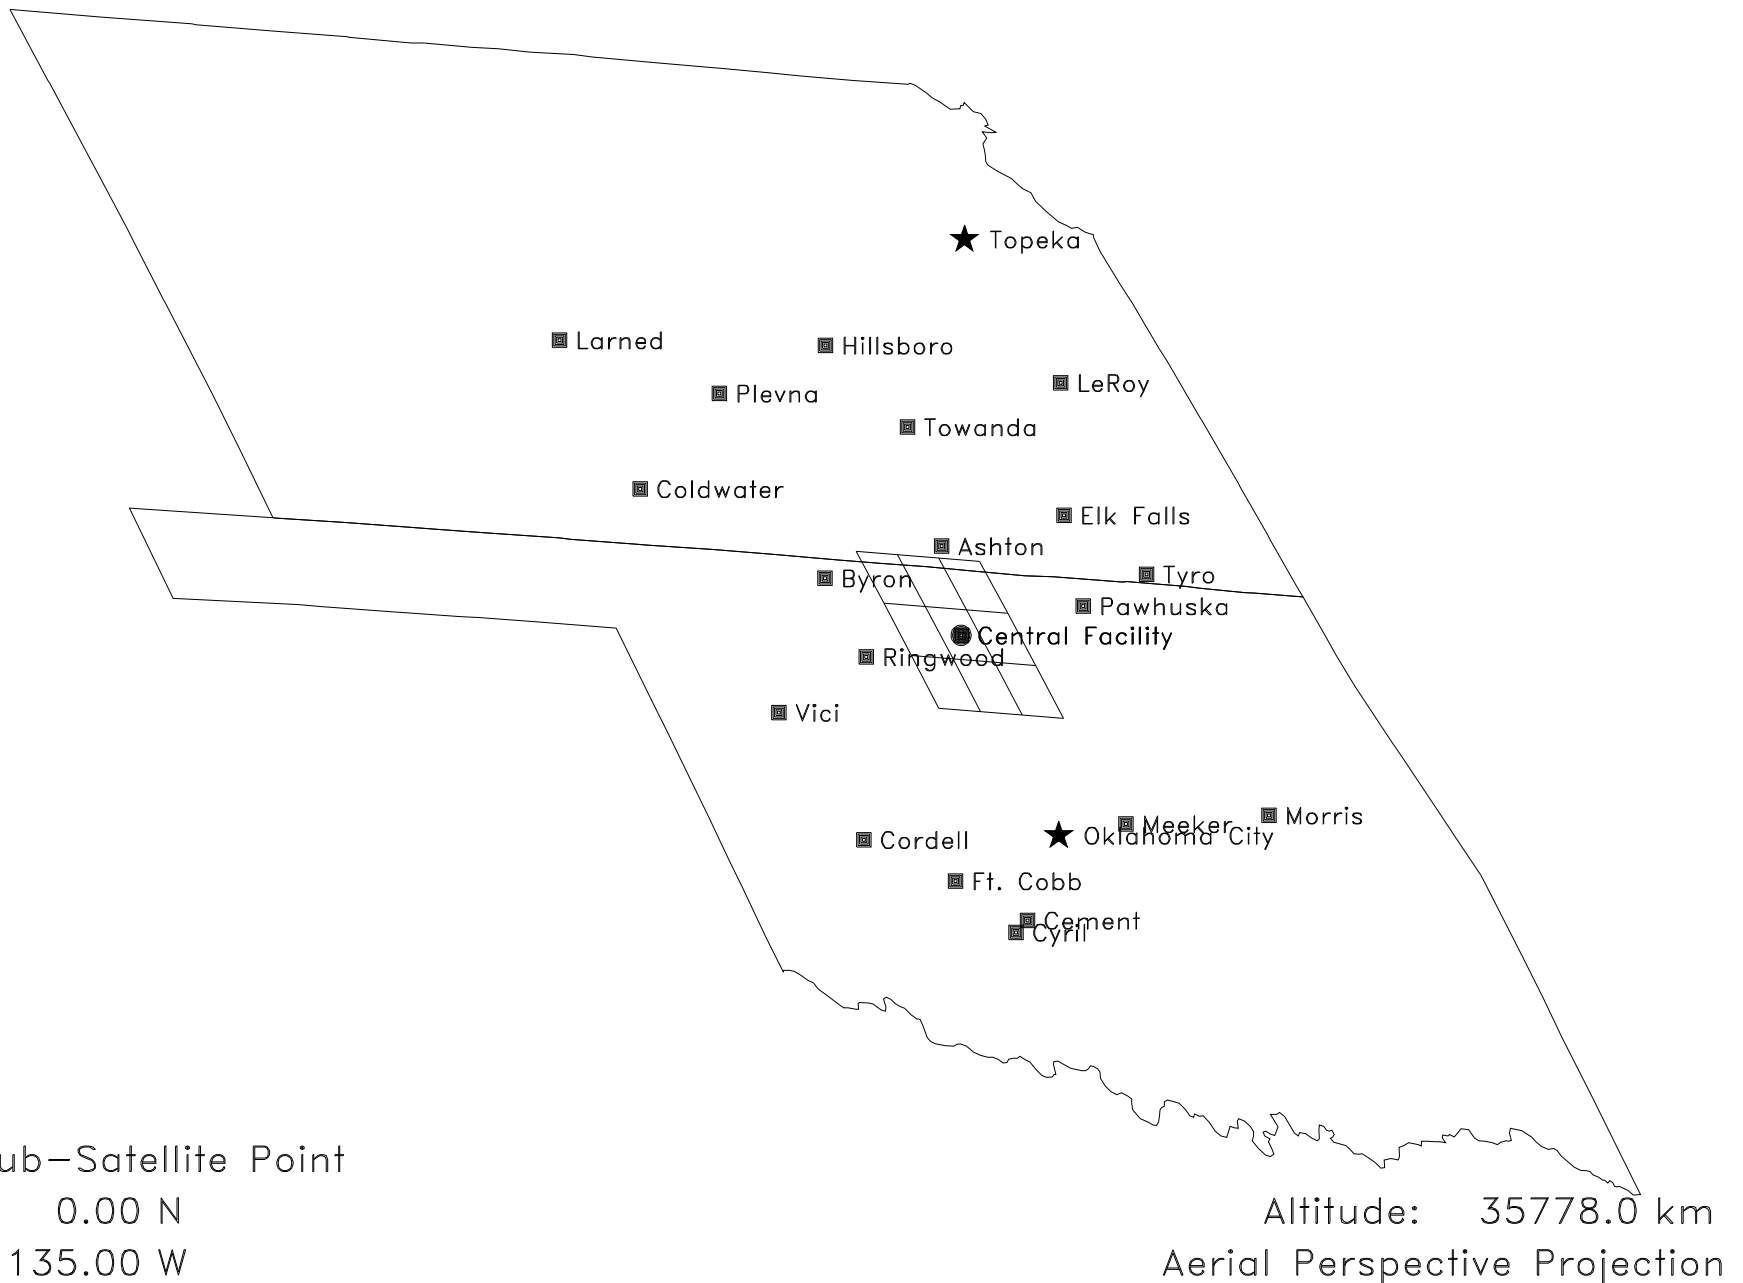 Topeka
Larned
Hillsboro
LeRoy
Plevna
Towanda
Coldwater
Elk Falls
Ashton
Byron
Tyro
Pawhuska
Central Facility
Ringwood
Vici
Morris
Meeker
Oklahoma City
Cordell
Ft. Cobb
Cement
Cyril
ub-Satellite Point
0.00 N
135.00 W
Altitude: 35778.0 km
Aerial Perspective Projection